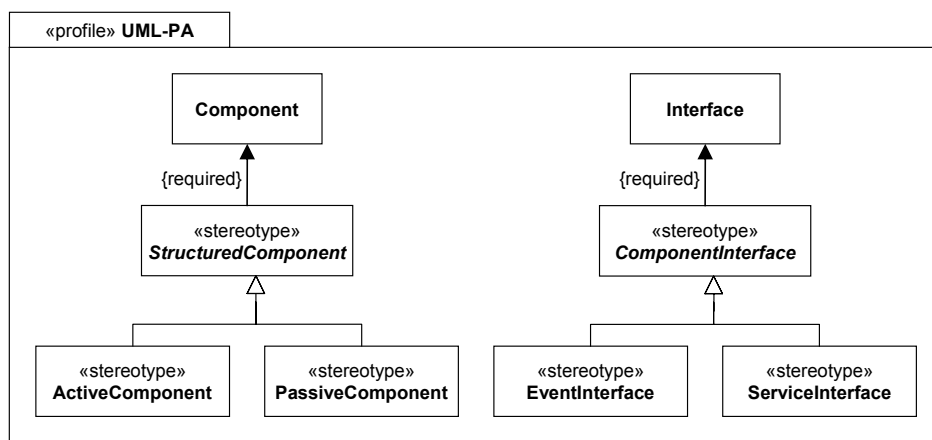 «profile» UML-PA
Component
Interface
{required}
{required}
«stereotype»
StructuredComponent
«stereotype»
ComponentInterface
«stereotype»
ActiveComponent
«stereotype»
PassiveComponent
«stereotype»
EventInterface
«stereotype»
ServiceInterface